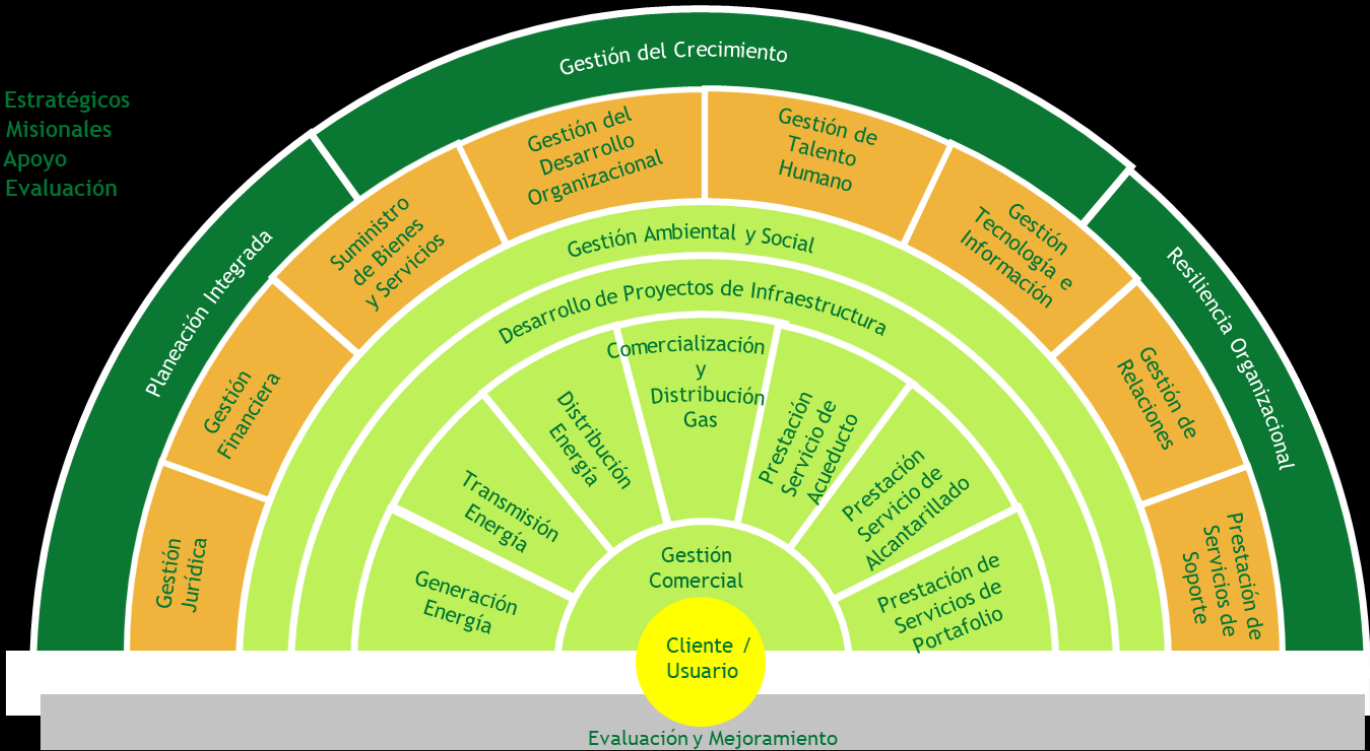 Estratégicos
Misionales
Apoyo
Evaluación
Gestión del Crecimiento
Planeación Integrada
Resiliencia Organizacional
Gestión
Jurídica
Gestión
Financiera
Suministro
de Bienes
y Servicios
Gestión del
Desarrollo
Organizacional
Gestión de
Talento
Humano
Gestión
Tecnología e
Información
Gestión de
Relaciones
Prestación de
Servicios de
Soporte
Gestión Ambiental y Social
Desarrollo de Proyectos de Infraestructura
Generación
Energía
Transmisión
Energía
Distribución
Energía
Comercialización
y
Distribución
Gas
Prestación
Servicio de
Acueducto
Prestación
Servicio de
Alcantarillado
Prestación de
Servicios de
Portafolio
Gestión
Comercial
Cliente /
Usuario
Evaluación y Mejoramiento